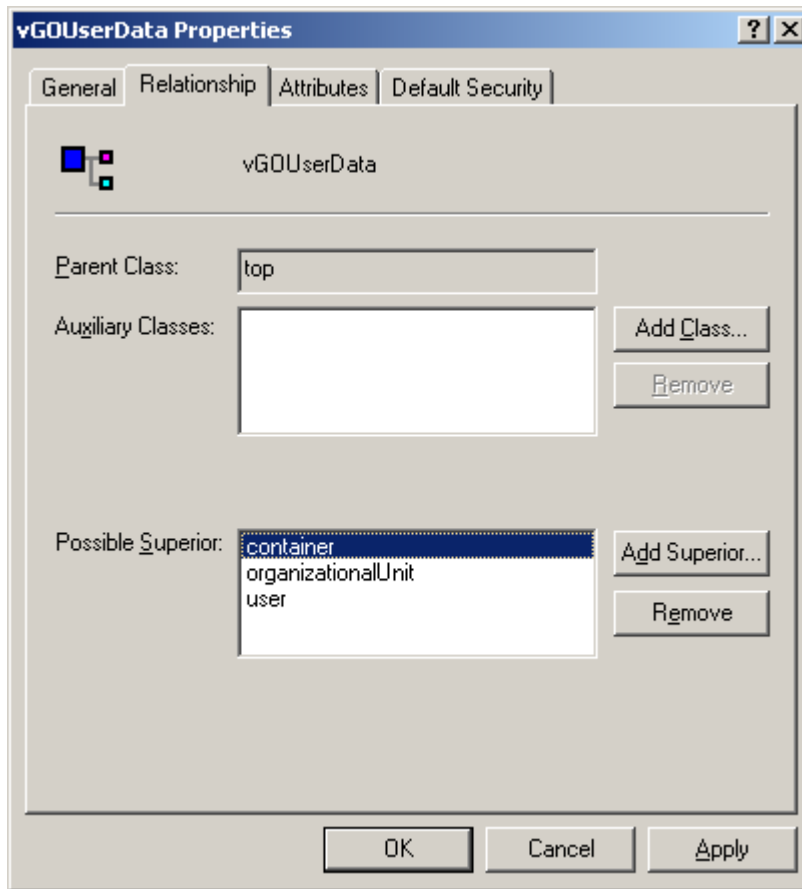 vGOUserData Properties
General Relationship Attributes Default Security
vGOUserData
Parent Class: top
Auxiliary Classes: Add Class...
Remove
Possible Superior: container Add Superior...
organizationalUnit
user Remove
OK Cancel Apply